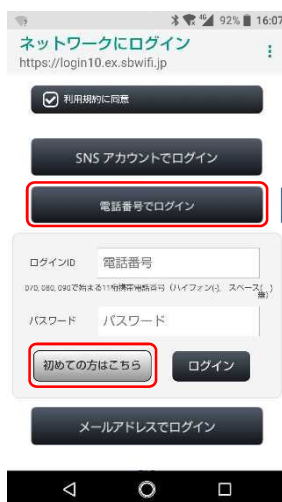 4G 92% 16:07
ネットワークにログイン
https://login10.ex.sbwifi.jp
利用規約に同意
SNS アカウントでログイン
電話番号でログイン
ログインID 電話番号
070, 080, 090で始まる11桁携帯電話番号 (ハイフォン(-)、スペース( )
無)
パスワード パスワード
初めての方はこちら ログイン
メールアドレスでログイン